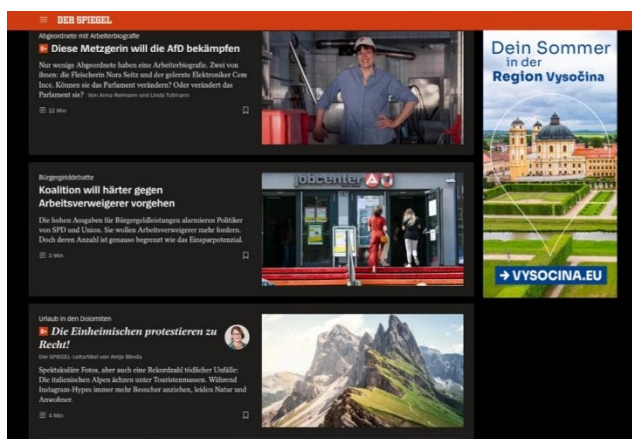 DER SPIEGEL
Abgeordnete mit Arbeiterbiografie
S+ Diese Metzgerin will die AfD bekämpfen
Nur wenige Abgeordnete haben eine Arbeiterbiografie. Zwei von
ihnen: die Fleischerin Nora Seitz und der gelernte Elektroniker Cem
Ince. Können sie das Parlament verändern? Oder verändert das
Parlament sie? Von Anna Reimann und Linda Tutmann
12 Min
Bürgergelddebatte
Koalition will härter gegen
Arbeitsverweigerer vorgehen
Die hohen Ausgaben für Bürgergeldleistungen alarmieren Politiker
von SPD und Union. Sie wollen Arbeitsverweigerer mehr fordern.
Doch deren Anzahl ist genauso begrenzt wie das Einsparpotenzial.
3 Min
jobcenter
Urlaub in den Dolomiten
S+ Die Einheimischen protestieren zu
Recht!
Der SPIEGEL-Leitartikel von Antje Blinda
Spektakuläre Fotos, aber auch eine Rekordzahl tödlicher Unfälle:
Die italienischen Alpen ächzen unter Touristenmassen. Während
Instagram-Hypes immer mehr Besucher anziehen, leiden Natur und
Anwohner.
4 Min
Dein Sommer
in der
Region Vysočina
→ VYSOCINA.EU